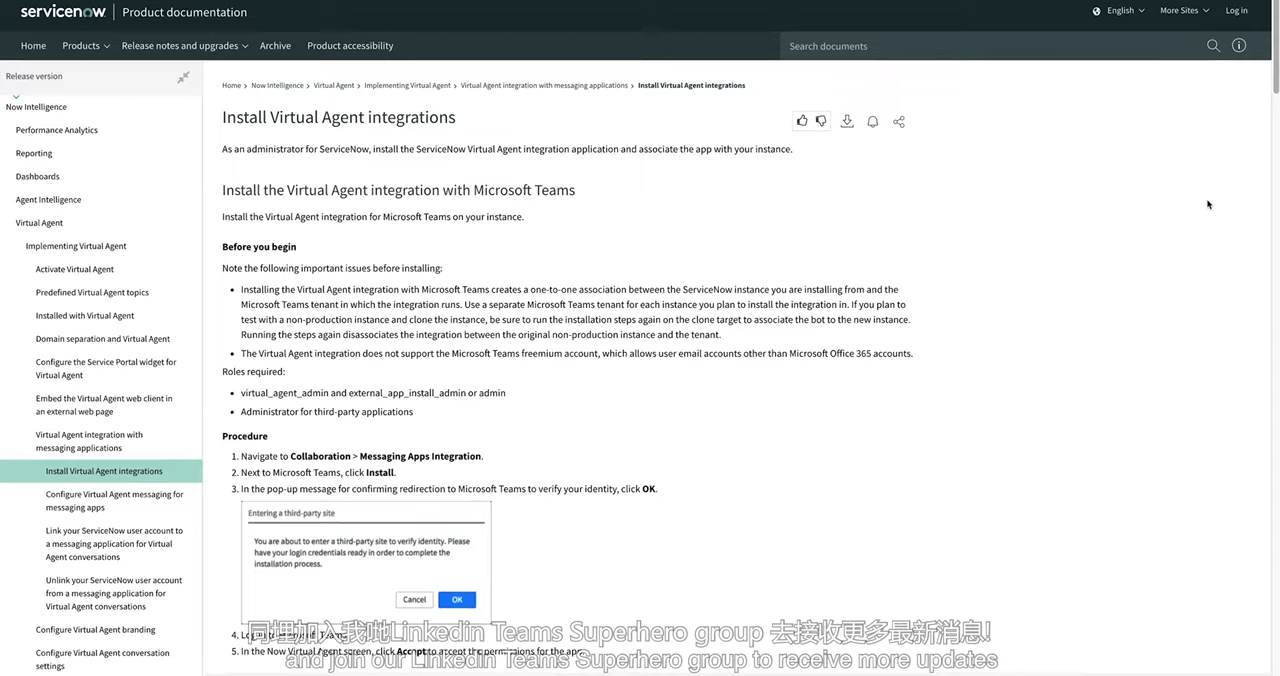 servicenow Product documentation
English
More Sites
Log in
Home
Products
Release notes and upgrades
Archive
Product accessibility
Search documents
Release version
Now Intelligence
Performance Analytics
Reporting
Dashboards
Agent Intelligence
Virtual Agent
Implementing Virtual Agent
Activate Virtual Agent
Predefined Virtual Agent topics
Installed with Virtual Agent
Domain separation and Virtual Agent
Configure the Service Portal widget for
Virtual Agent
Embed the Virtual Agent web client in
an external web page
Virtual Agent integration with
messaging applications
Install Virtual Agent integrations
Configure Virtual Agent messaging for
messaging apps
Link your ServiceNow user account to
a messaging application for Virtual
Agent conversations
Unlink your ServiceNow user account
from a messaging application for
Virtual Agent conversations
Configure Virtual Agent branding
Configure Virtual Agent conversation
settings
Home > Now Intelligence > Virtual Agent > Implementing Virtual Agent > Virtual Agent integration with messaging applications > Install Virtual Agent integrations
Install Virtual Agent integrations
As an administrator for ServiceNow, install the ServiceNow Virtual Agent integration application and associate the app with your instance.
Install the Virtual Agent integration with Microsoft Teams
Install the Virtual Agent integration for Microsoft Teams on your instance.
Before you begin
Note the following important issues before installing:
• Installing the Virtual Agent integration with Microsoft Teams creates a one-to-one association between the ServiceNow instance you are installing from and the
Microsoft Teams tenant in which the integration runs. Use a separate Microsoft Teams tenant for each instance you plan to install the integration in. If you plan to
test with a non-production instance and clone the instance, be sure to run the installation steps again on the clone target to associate the bot to the new instance.
Running the steps again disassociates the integration between the original non-production instance and the tenant.
• The Virtual Agent integration does not support the Microsoft Teams freemium account, which allows user email accounts other than Microsoft Office 365 accounts.
Roles required:
• virtual_agent_admin and external_app_install_admin or admin
• Administrator for third-party applications
Procedure
1. Navigate to Collaboration > Messaging Apps Integration.
2. Next to Microsoft Teams, click Install.
3. In the pop-up message for confirming redirection to Microsoft Teams to verify your identity, click OK.
Entering a third-party site
You are about to enter a third-party site to verify identity. Please
have your login credentials ready in order to complete the
installation process.
Cancel
OK
4.
5. In the Now Virtual Agent screen, click Accept to accept the permissions for the app.
同埋加入我哋Linkedin Teams Superhero group 去接收更多最新消息!
and join our LinkedIn Teams Superhero group to receive more updates